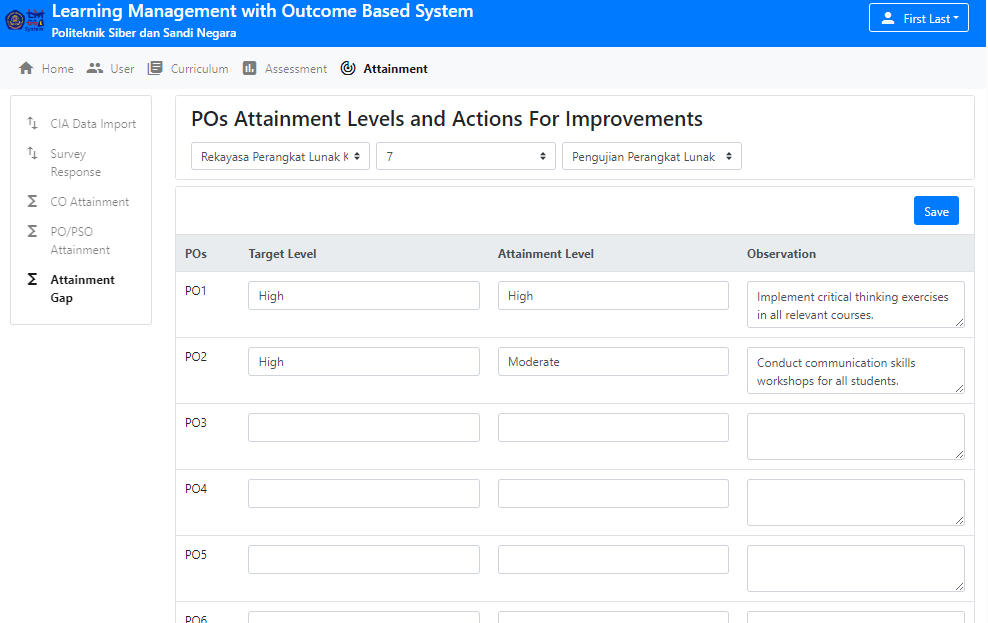 Learning Management with Outcome Based System
Politeknik Siber dan Sandi Negara
First Last
Home User Curriculum Assessment Attainment
CIA Data Import
Survey
Response
CO Attainment
PO/PSO
Attainment
Attainment
Gap
POs Attainment Levels and Actions For Improvements
Rekayasa Perangkat Lunak K 7 Pengujian Perangkat Lunak
Save
POs Target Level Attainment Level Observation
PO1 High High Implement critical thinking exercises
in all relevant courses.
PO2 High Moderate Conduct communication skills
workshops for all students.
PO3
PO4
PO5
PO6